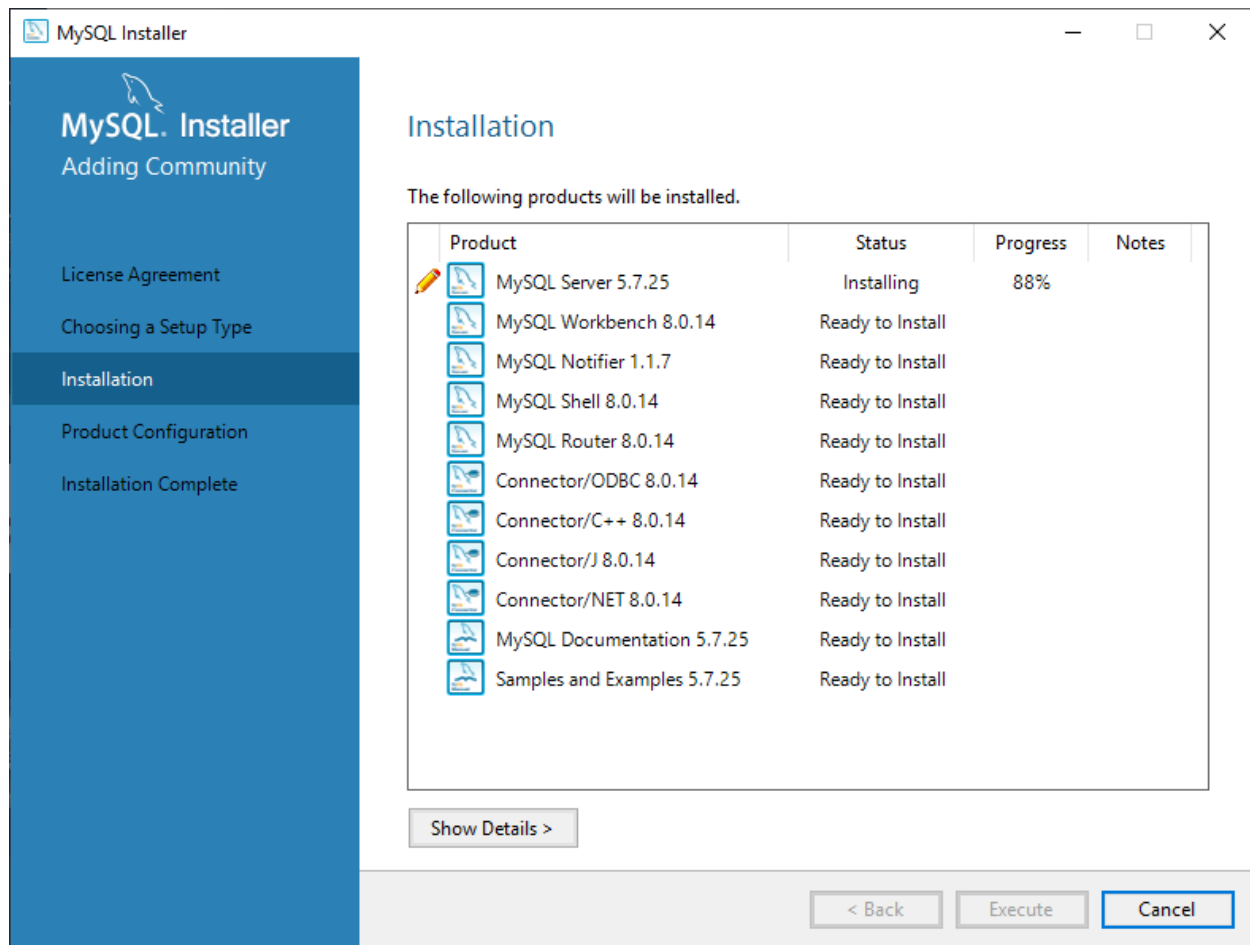 MySQL Installer
MySQL. Installer
Adding Community
License Agreement
Choosing a Setup Type
Installation
Product Configuration
Installation Complete
Installation
The following products will be installed.
Product Status Progress Notes
MySQL Server 5.7.25 Installing 88%
MySQL Workbench 8.0.14 Ready to Install
MySQL Notifier 1.1.7 Ready to Install
MySQL Shell 8.0.14 Ready to Install
MySQL Router 8.0.14 Ready to Install
Connector/ODBC 8.0.14 Ready to Install
Connector/C++ 8.0.14 Ready to Install
Connector/J 8.0.14 Ready to Install
Connector/NET 8.0.14 Ready to Install
MySQL Documentation 5.7.25 Ready to Install
Samples and Examples 5.7.25 Ready to Install
Show Details >
< Back Execute Cancel